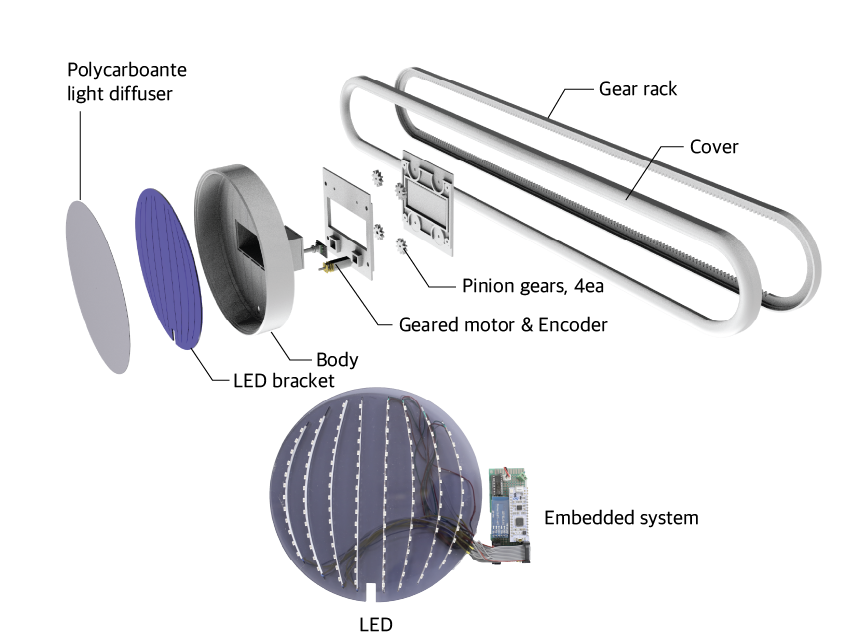 Polycarboante
light diffuser
Gear rack
Cover
Pinion gears, 4ea
Geared motor & Encoder
Body
LED bracket
Embedded system
LED